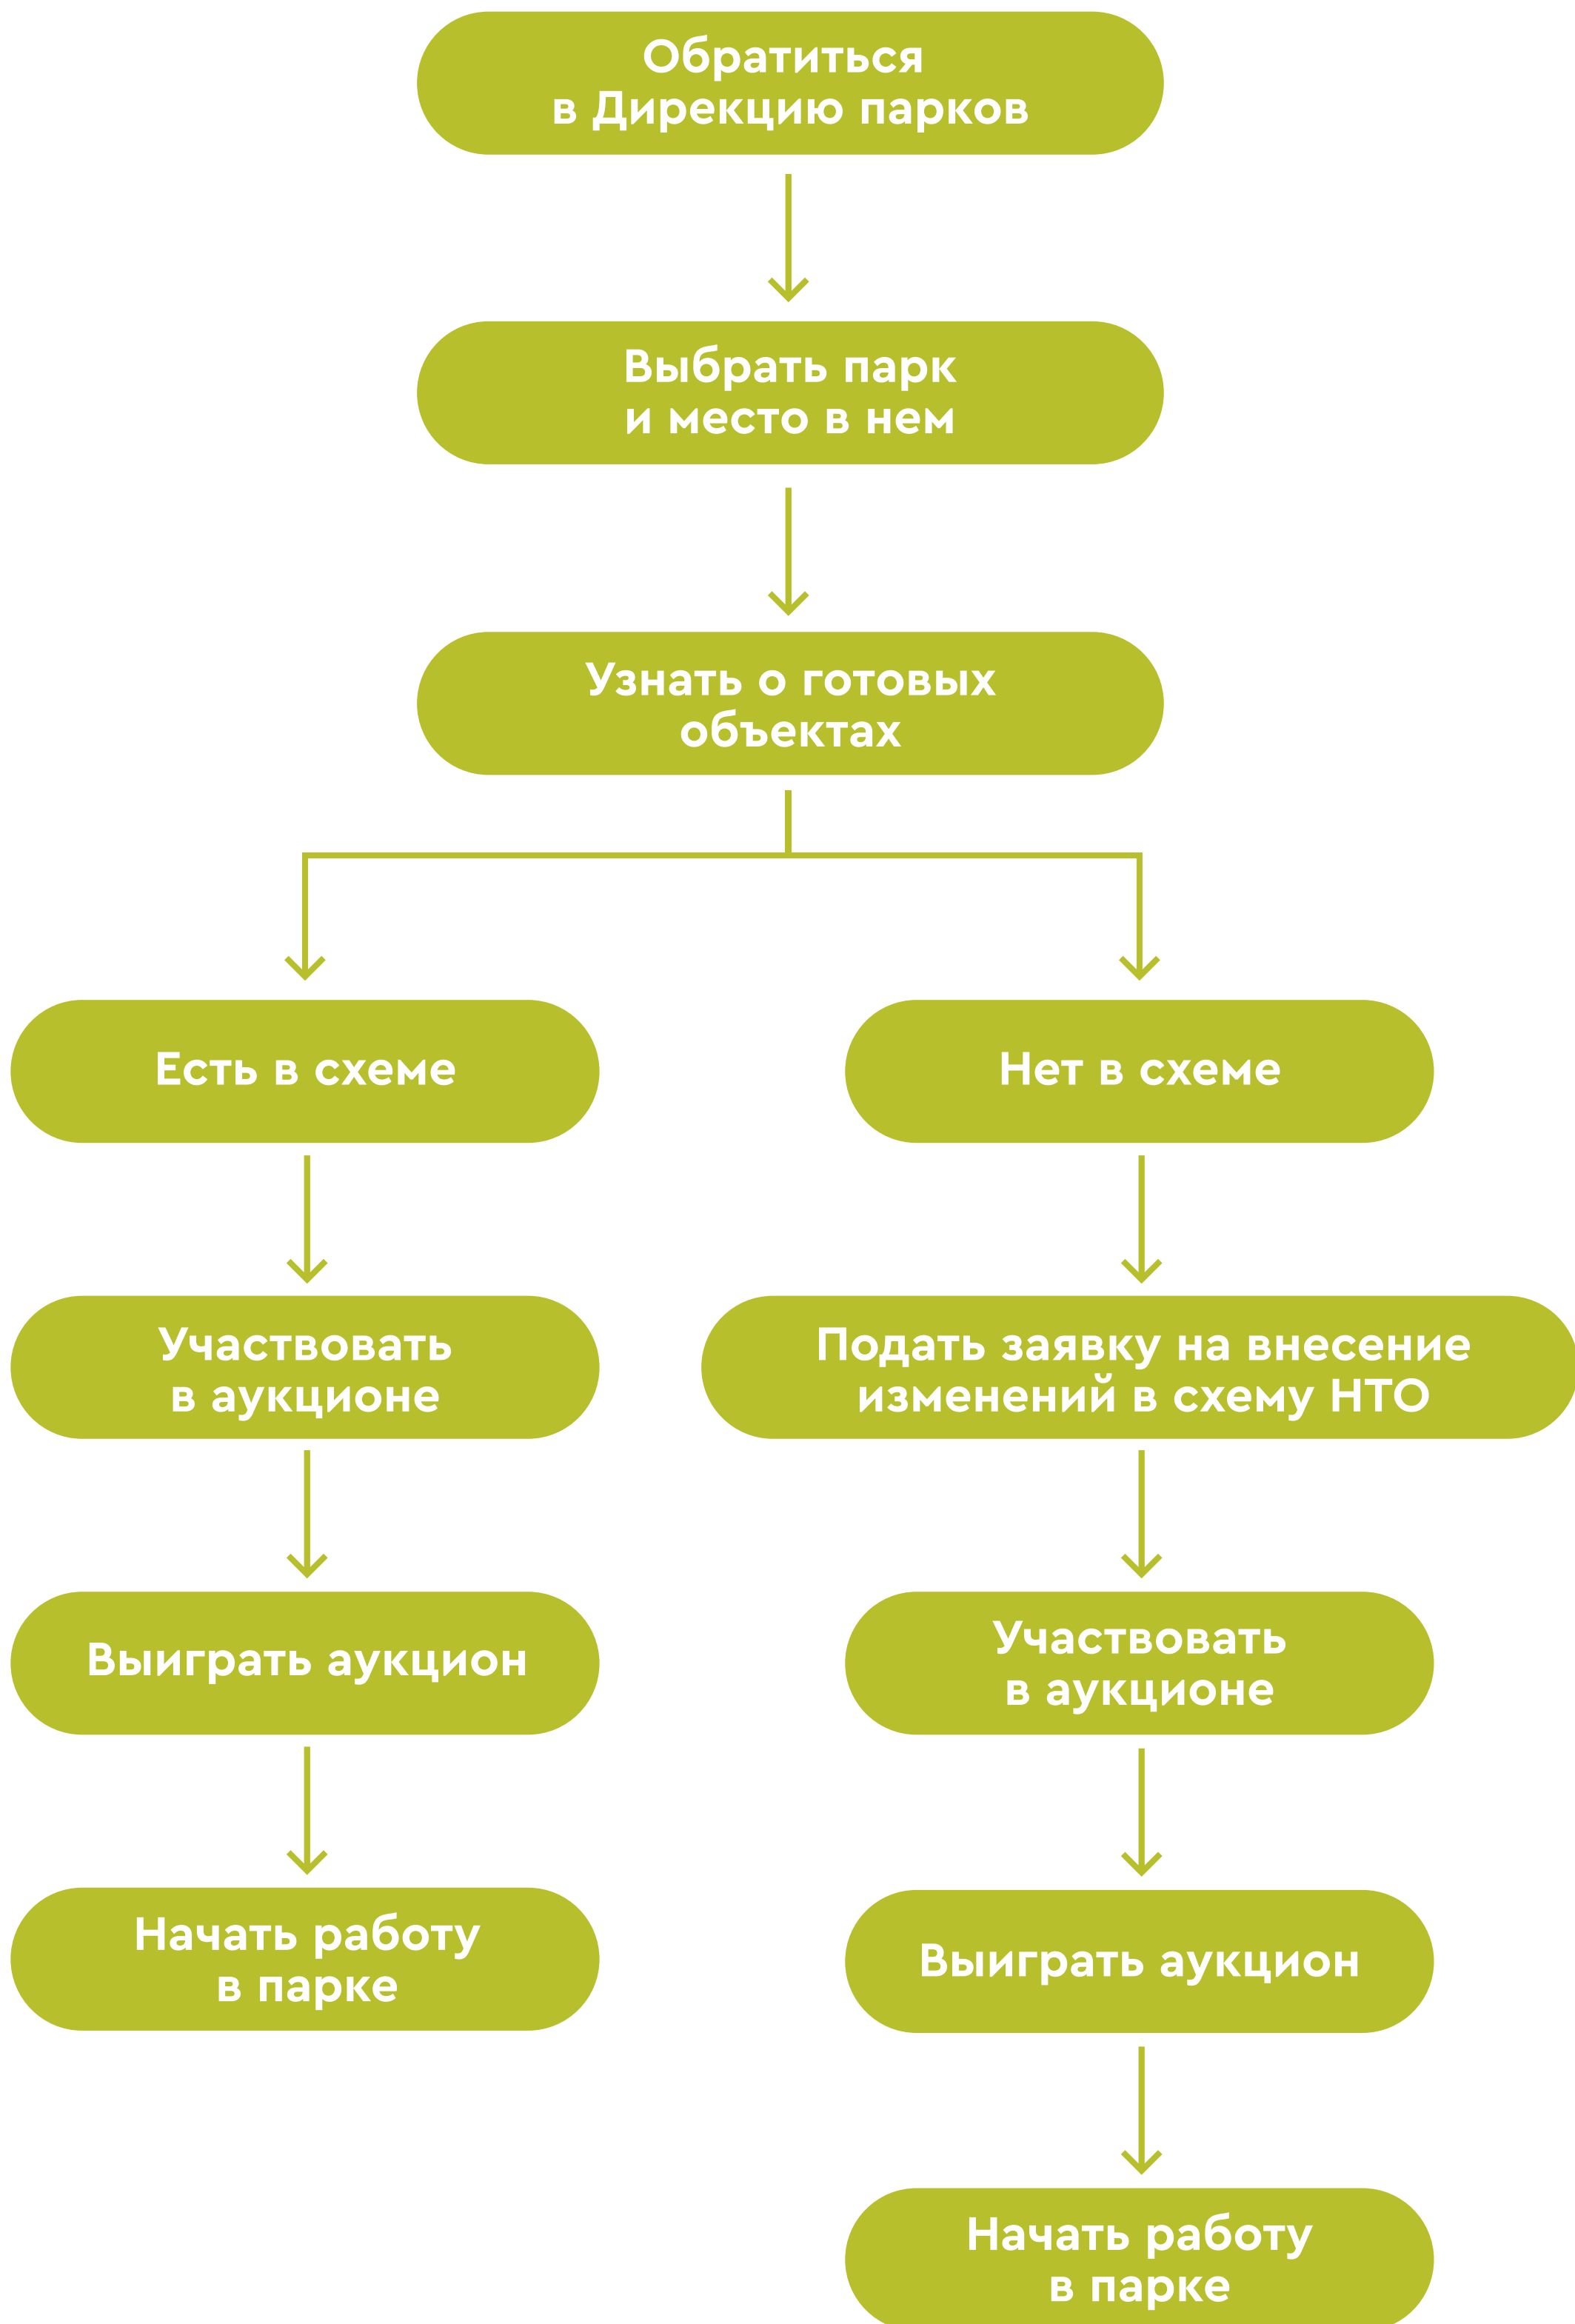 Обратиться
в Дирекцию парков
Выбрать парк
и место в нем
Узнать о готовых
объектах
Есть в схеме
Нет в схеме
Участвовать
в аукционе
Подать заявку на внесение
изменений в схему НТО
Выиграть аукцион
Участвовать
в аукционе
Начать работу
в парке
Выиграть аукцион
Начать работу
в парке